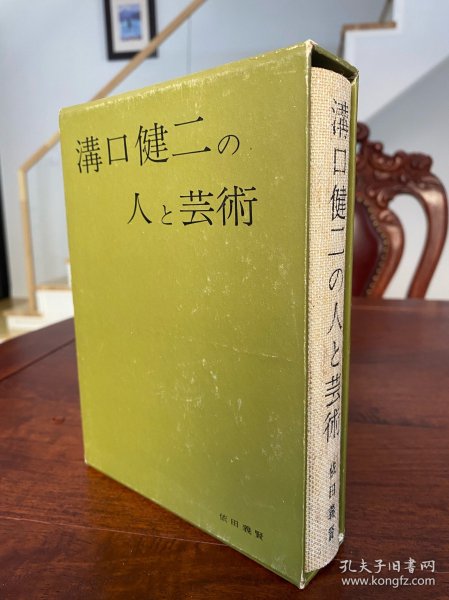 溝口健二の
人と芸術
依田義賢
溝口健二の人と芸術
依田義賢
孔夫子旧书网
www.kongfz.com